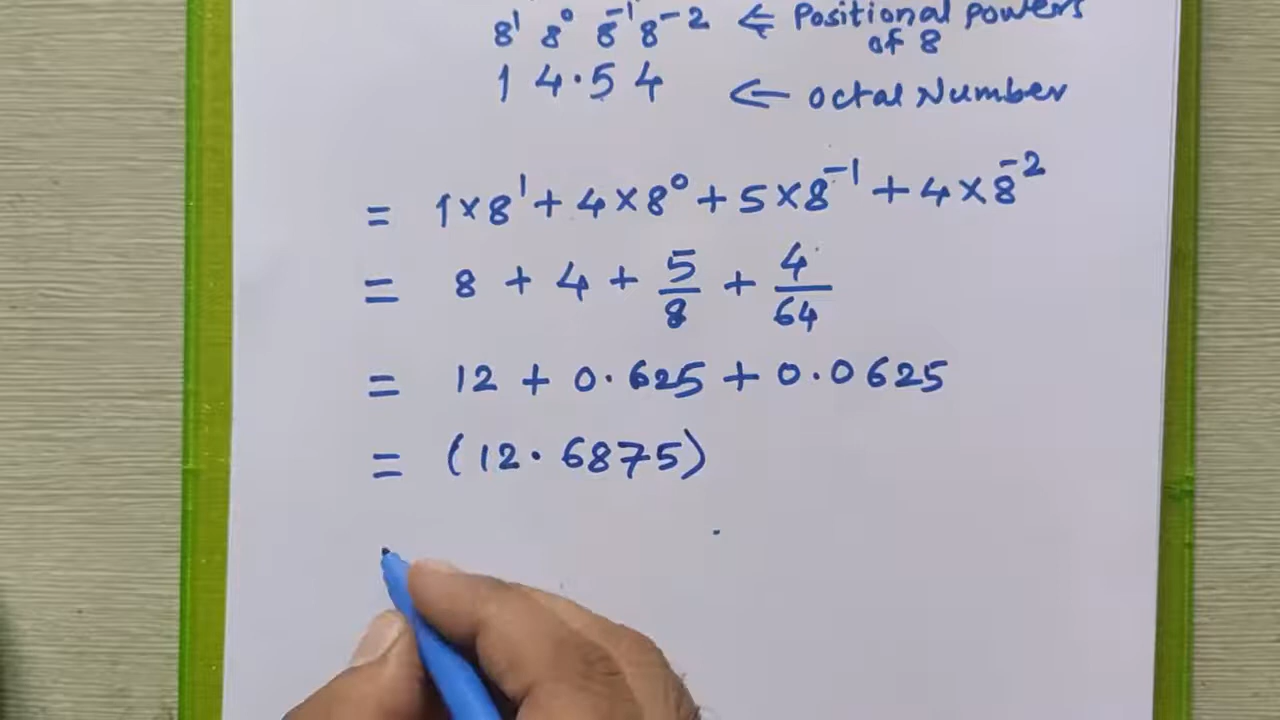 8¹ 8⁰ 8⁻¹ 8⁻² ⇐ Positional powers
of 8
1 4.5 4 ← octal Number
= 1×8¹ + 4×8⁰ + 5×8⁻¹ + 4×8⁻²
= 8 + 4 + 5/8 + 4/64
= 12 + 0.625 + 0.0625
= (12.6875)